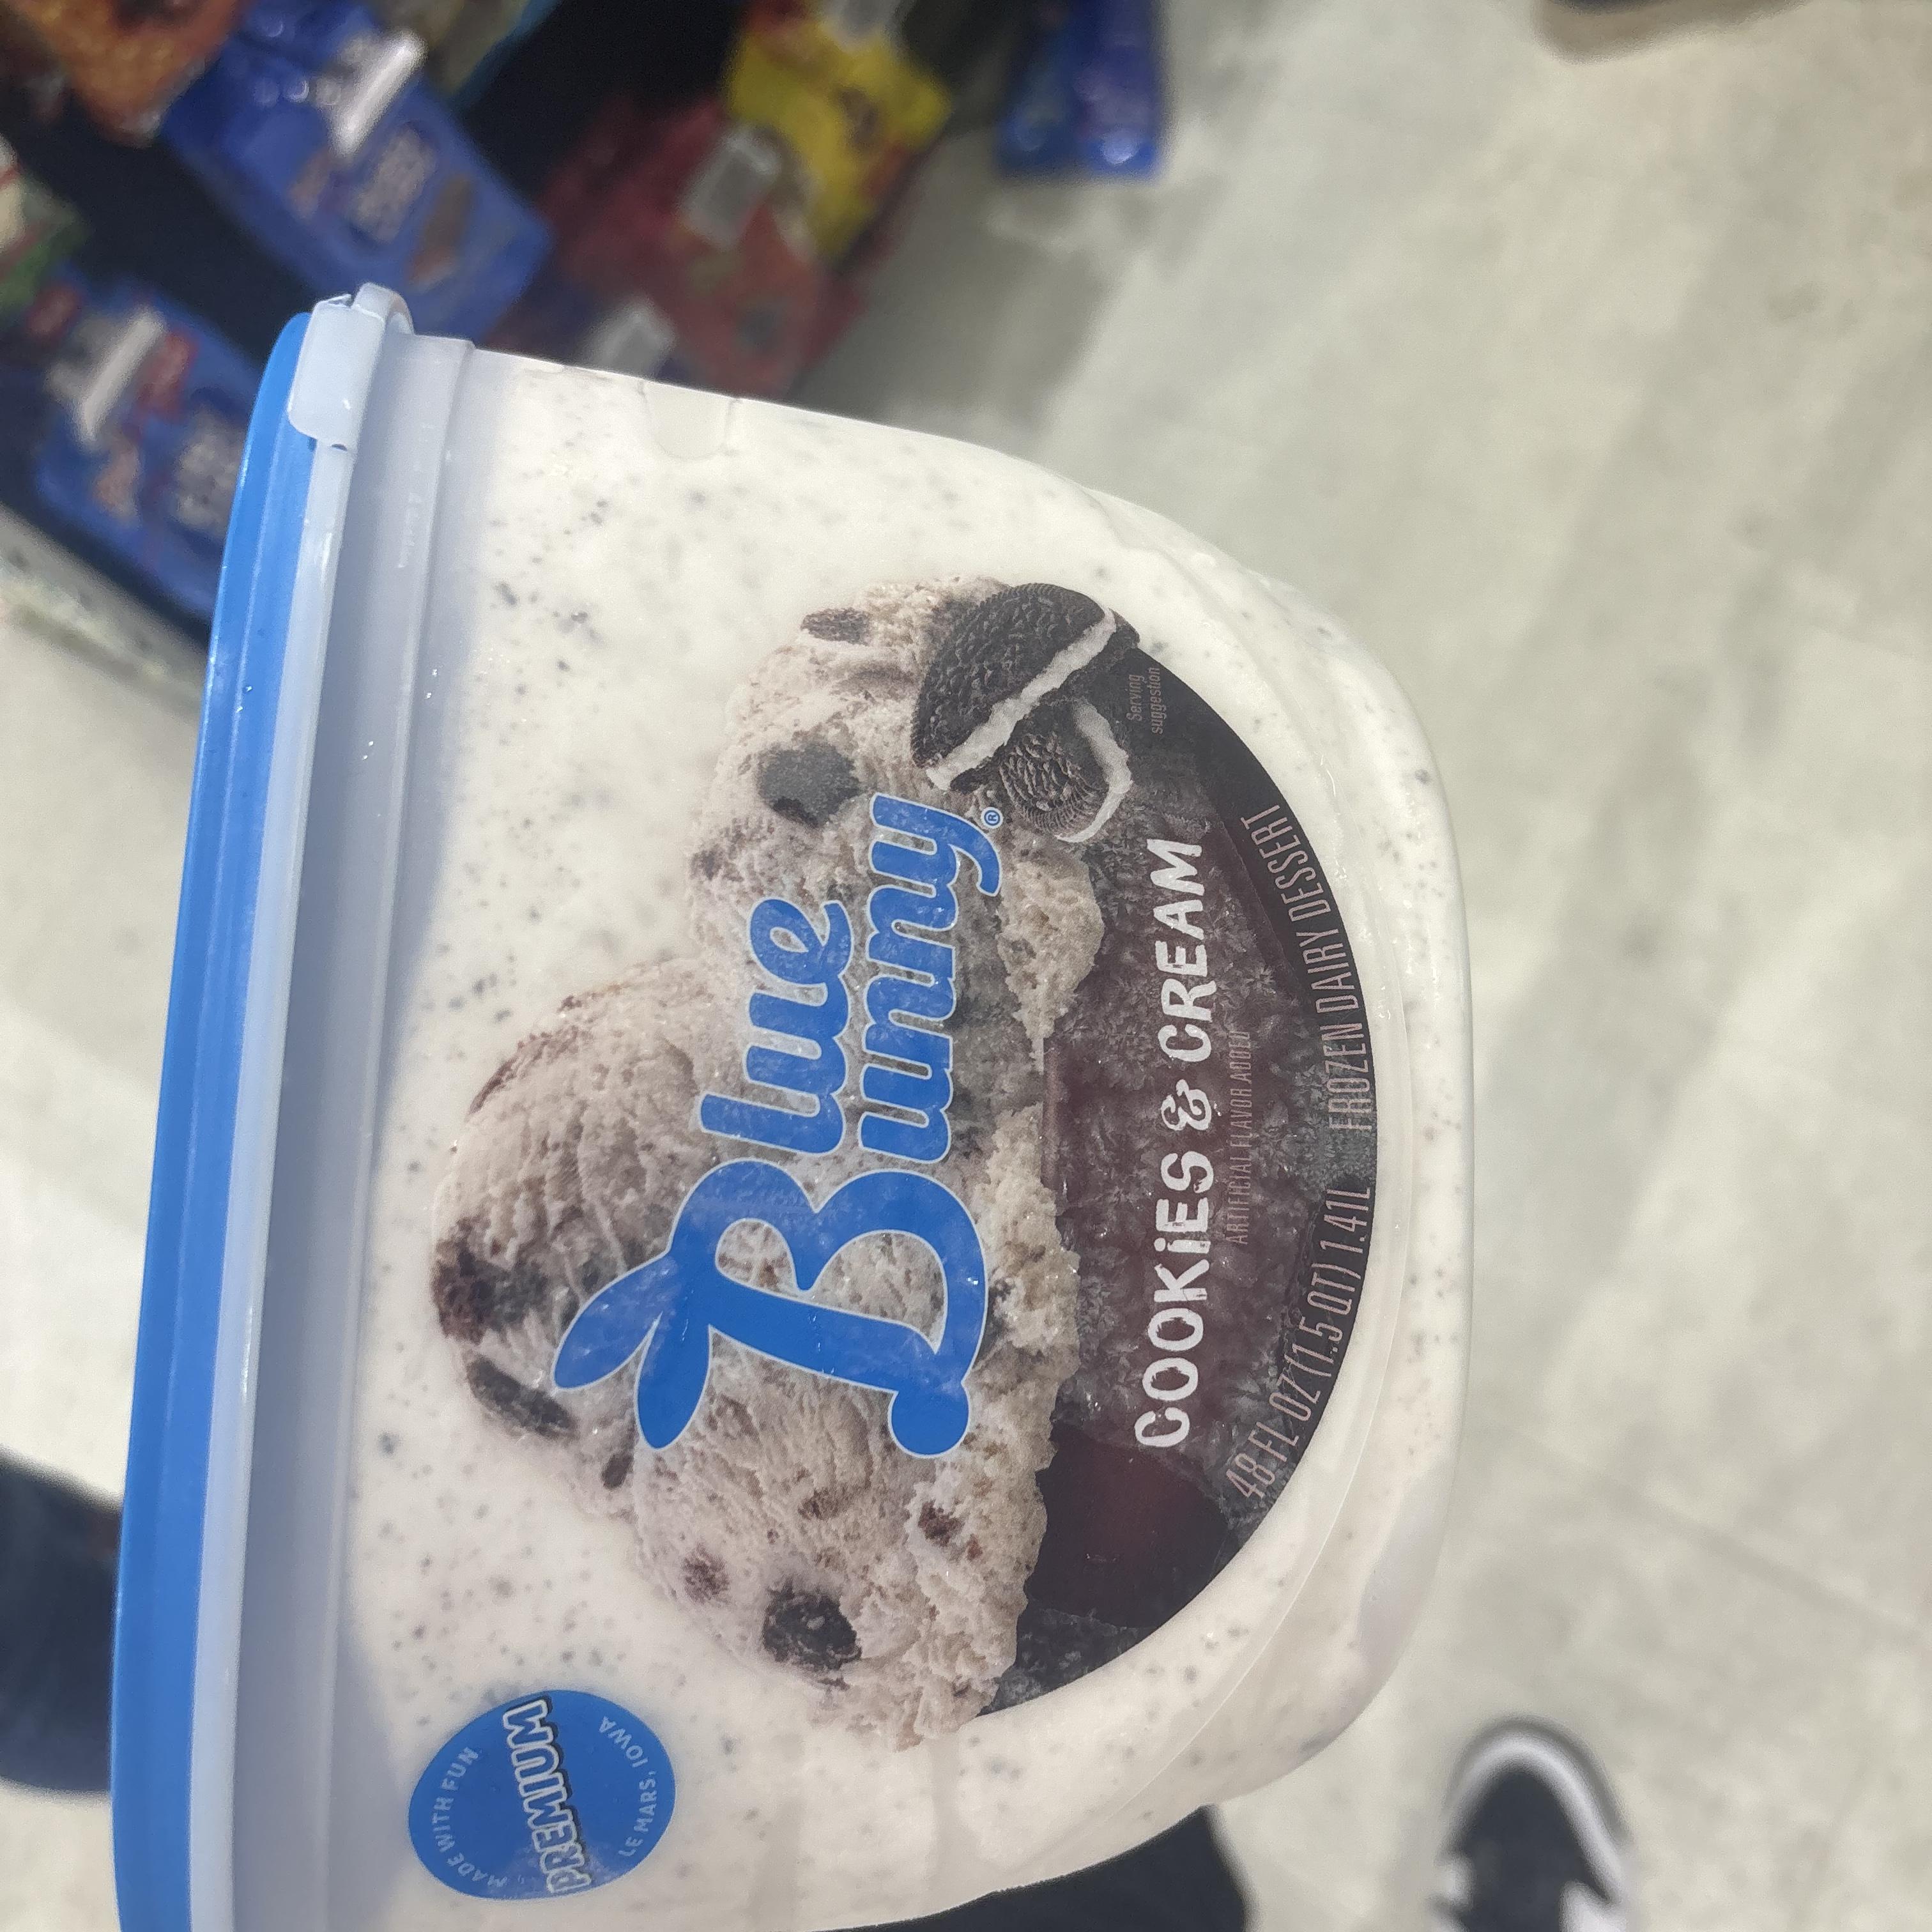 Blue
Bunny®
Serving
suggestion
COOKIES & CREAM
ARTIFICIAL FLAVOR ADDED
48 FL OZ (1.5 QT) 1.41L FROZEN DAIRY DESSERT
MADE WITH FUN
PREMIUM
LE MARS, IOWA